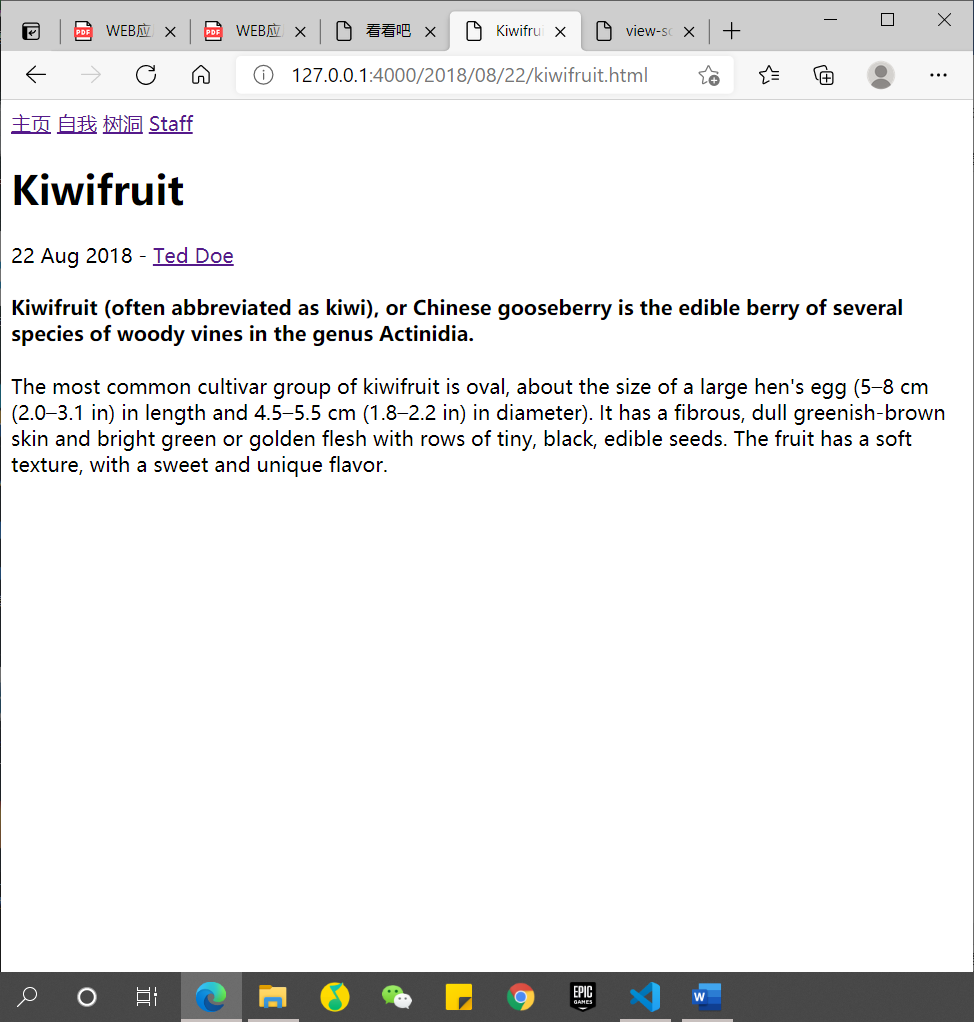 WEB应
WEB应
看看吧
Kiwifru
view-so
127.0.0.1:4000/2018/08/22/kiwifruit.html
主页 自我 树洞 Staff
Kiwifruit
22 Aug 2018 - Ted Doe
Kiwifruit (often abbreviated as kiwi), or Chinese gooseberry is the edible berry of several
species of woody vines in the genus Actinidia.
The most common cultivar group of kiwifruit is oval, about the size of a large hen's egg (5–8 cm
(2.0–3.1 in) in length and 4.5–5.5 cm (1.8–2.2 in) in diameter). It has a fibrous, dull greenish-brown
skin and bright green or golden flesh with rows of tiny, black, edible seeds. The fruit has a soft
texture, with a sweet and unique flavor.
PDF
PDF
EPIC
GAMES
W